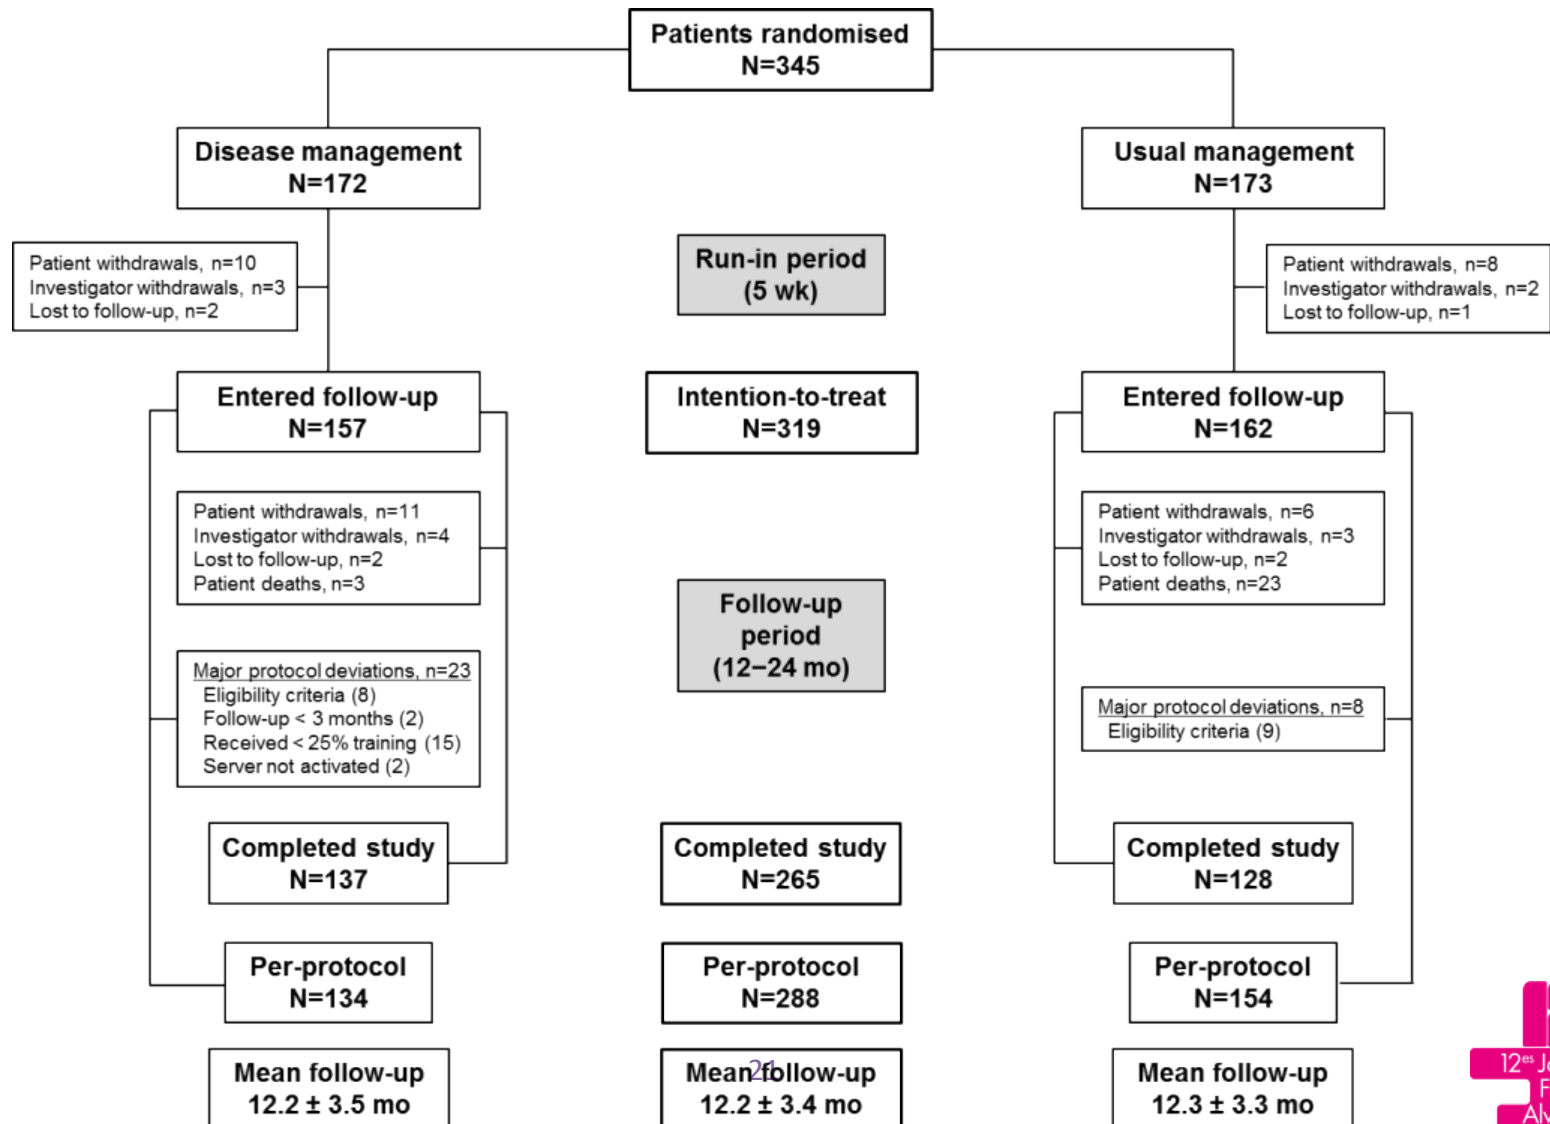 Patients randomised
N=345
Disease management
N=172
Usual management
N=173
Patient withdrawals, n=10
Investigator withdrawals, n=3
Lost to follow-up, n=2
Run-in period
(5 wk)
Patient withdrawals, n=8
Investigator withdrawals, n=2
Lost to follow-up, n=1
Entered follow-up
N=157
Intention-to-treat
N=319
Entered follow-up
N=162
Patient withdrawals, n=11
Investigator withdrawals, n=4
Lost to follow-up, n=2
Patient deaths, n=3
Patient withdrawals, n=6
Investigator withdrawals, n=3
Lost to follow-up, n=2
Patient deaths, n=23
Follow-up
period
(12–24 mo)
Major protocol deviations, n=23
Eligibility criteria (8)
Follow-up < 3 months (2)
Received < 25% training (15)
Server not activated (2)
Major protocol deviations, n=8
Eligibility criteria (9)
Completed study
N=137
Completed study
N=265
Completed study
N=128
Per-protocol
N=134
Per-protocol
N=288
Per-protocol
N=154
Mean follow-up
12.2 ± 3.5 mo
Mean follow-up
12.2 ± 3.4 mo
Mean follow-up
12.3 ± 3.3 mo
12es